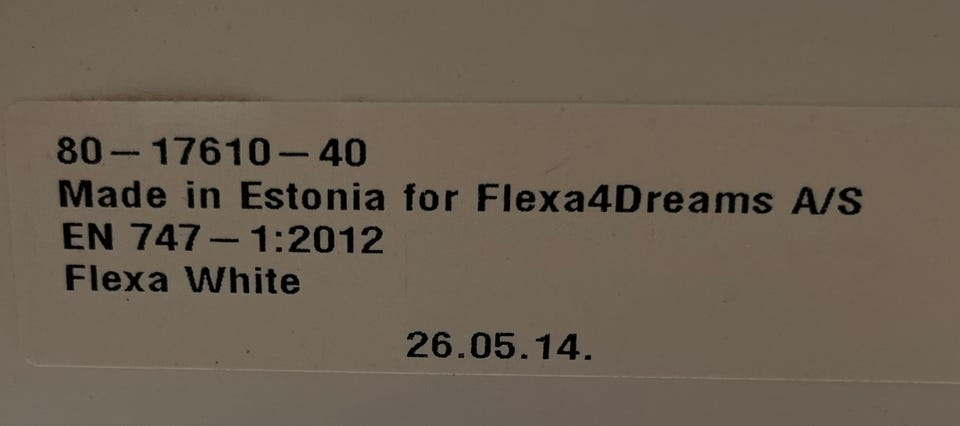 80-17610-40
Made in Estonia for Flexa4Dreams A/S
EN 747-1:2012
Flexa White
26.05.14.